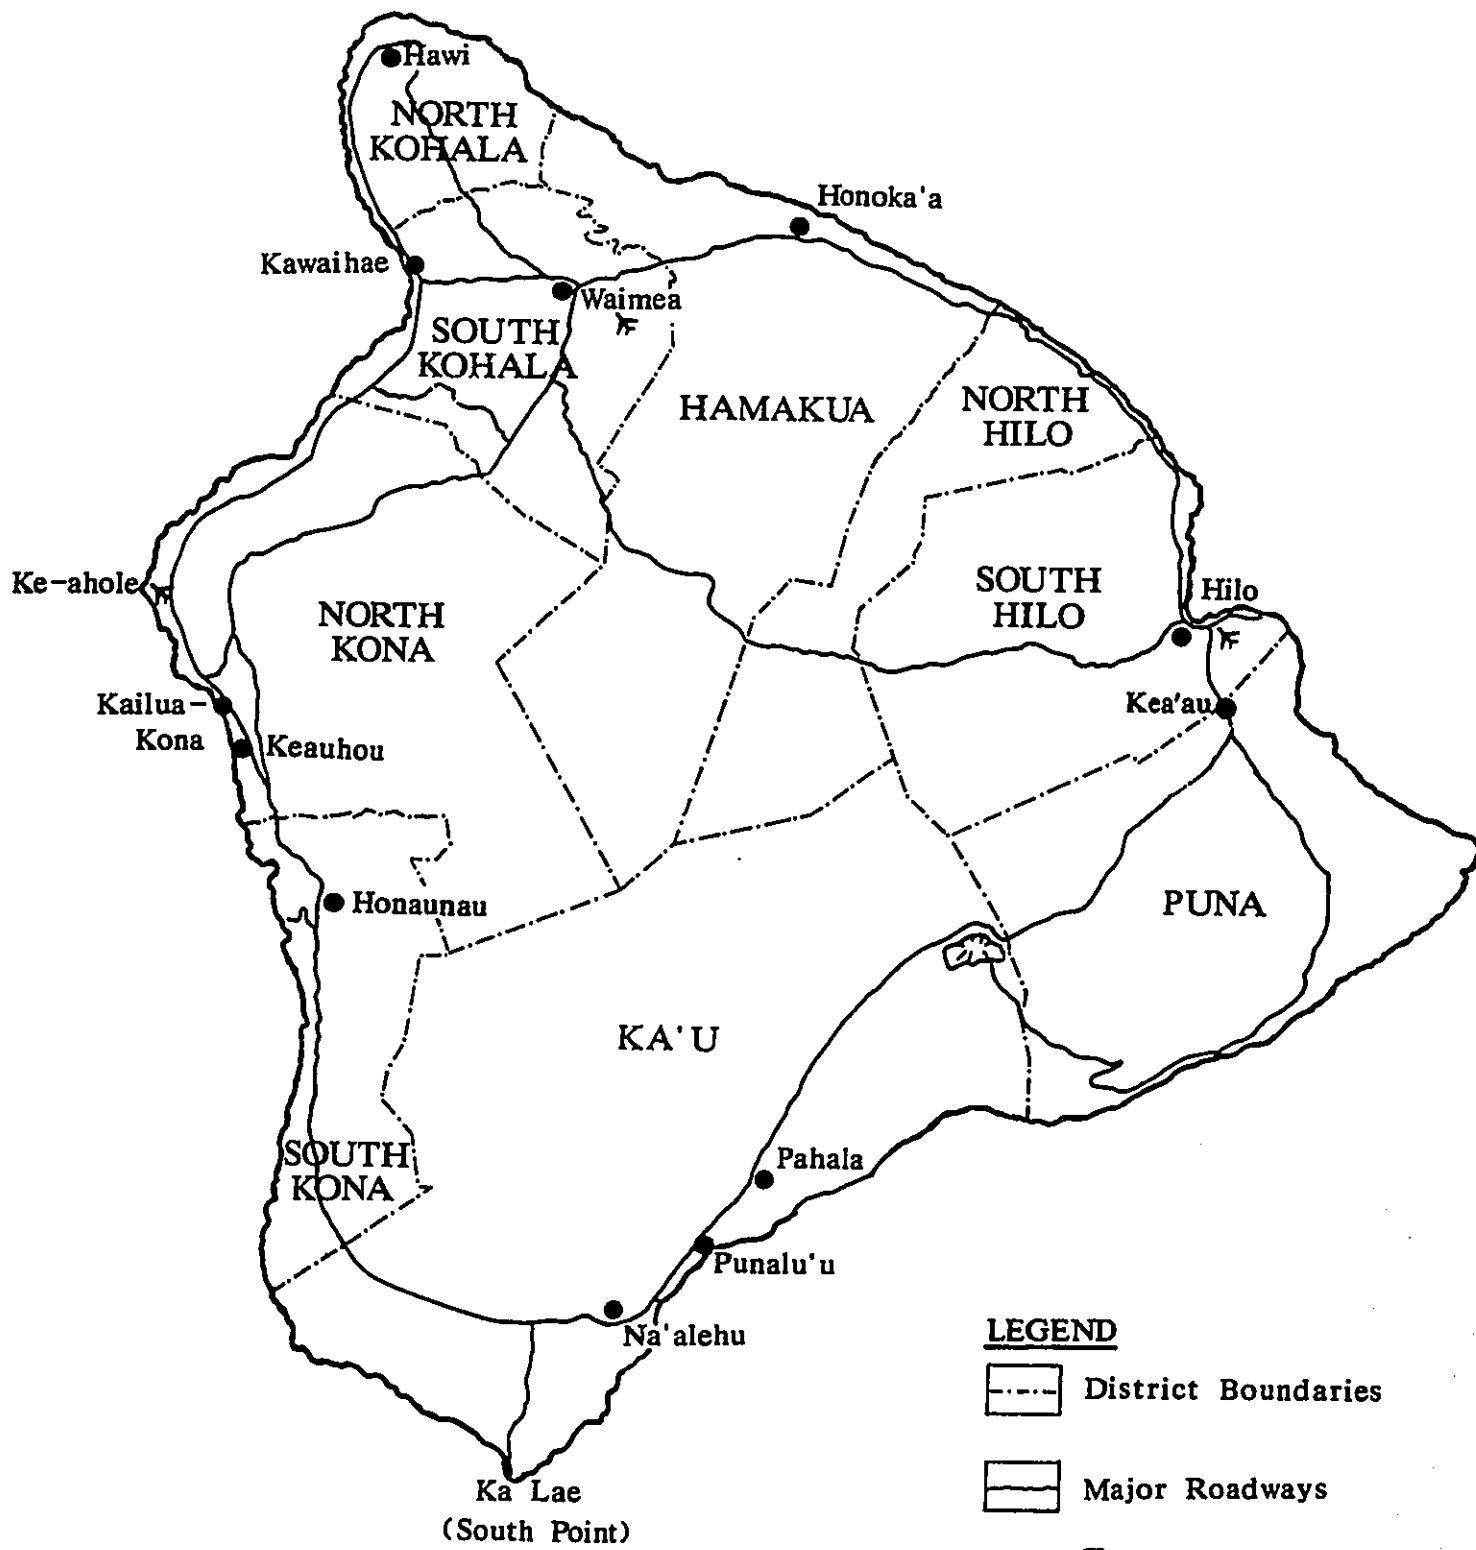 Hawi
NORTH
KOHALA
Honoka'a
Kawaihae
Waimea
SOUTH
KOHALA
HAMAKUA
NORTH
HILO
Ke-ahole
NORTH
KONA
SOUTH
HILO
Hilo
Kailua-
Kona
Keauhou
Kea'au
Honaunau
PUNA
KA'U
SOUTH
KONA
Pahala
Punalu'u
Na'alehu
Ka Lae
(South Point)
LEGEND
District Boundaries
Major Roadways